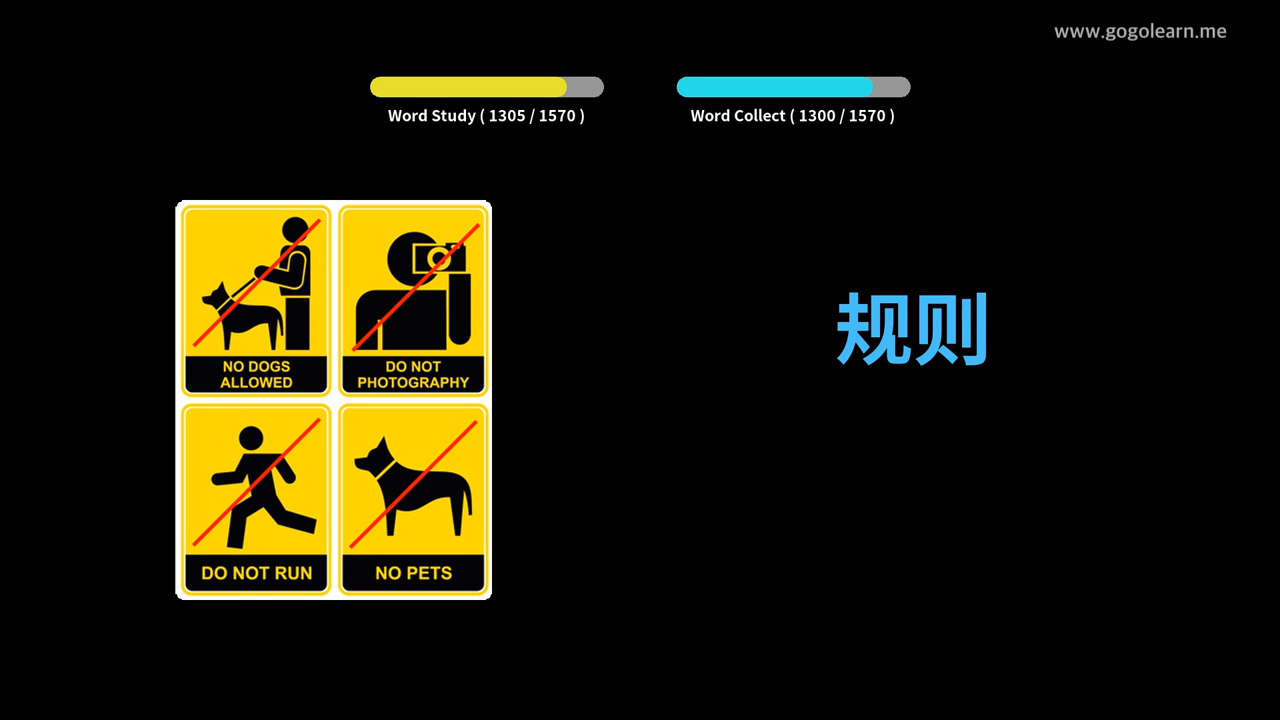 www.gogolearn.me
Word Study ( 1305 / 1570 )
Word Collect ( 1300 / 1570 )
NO DOGS
ALLOWED
DO NOT
PHOTOGRAPHY
规则
DO NOT RUN
NO PETS